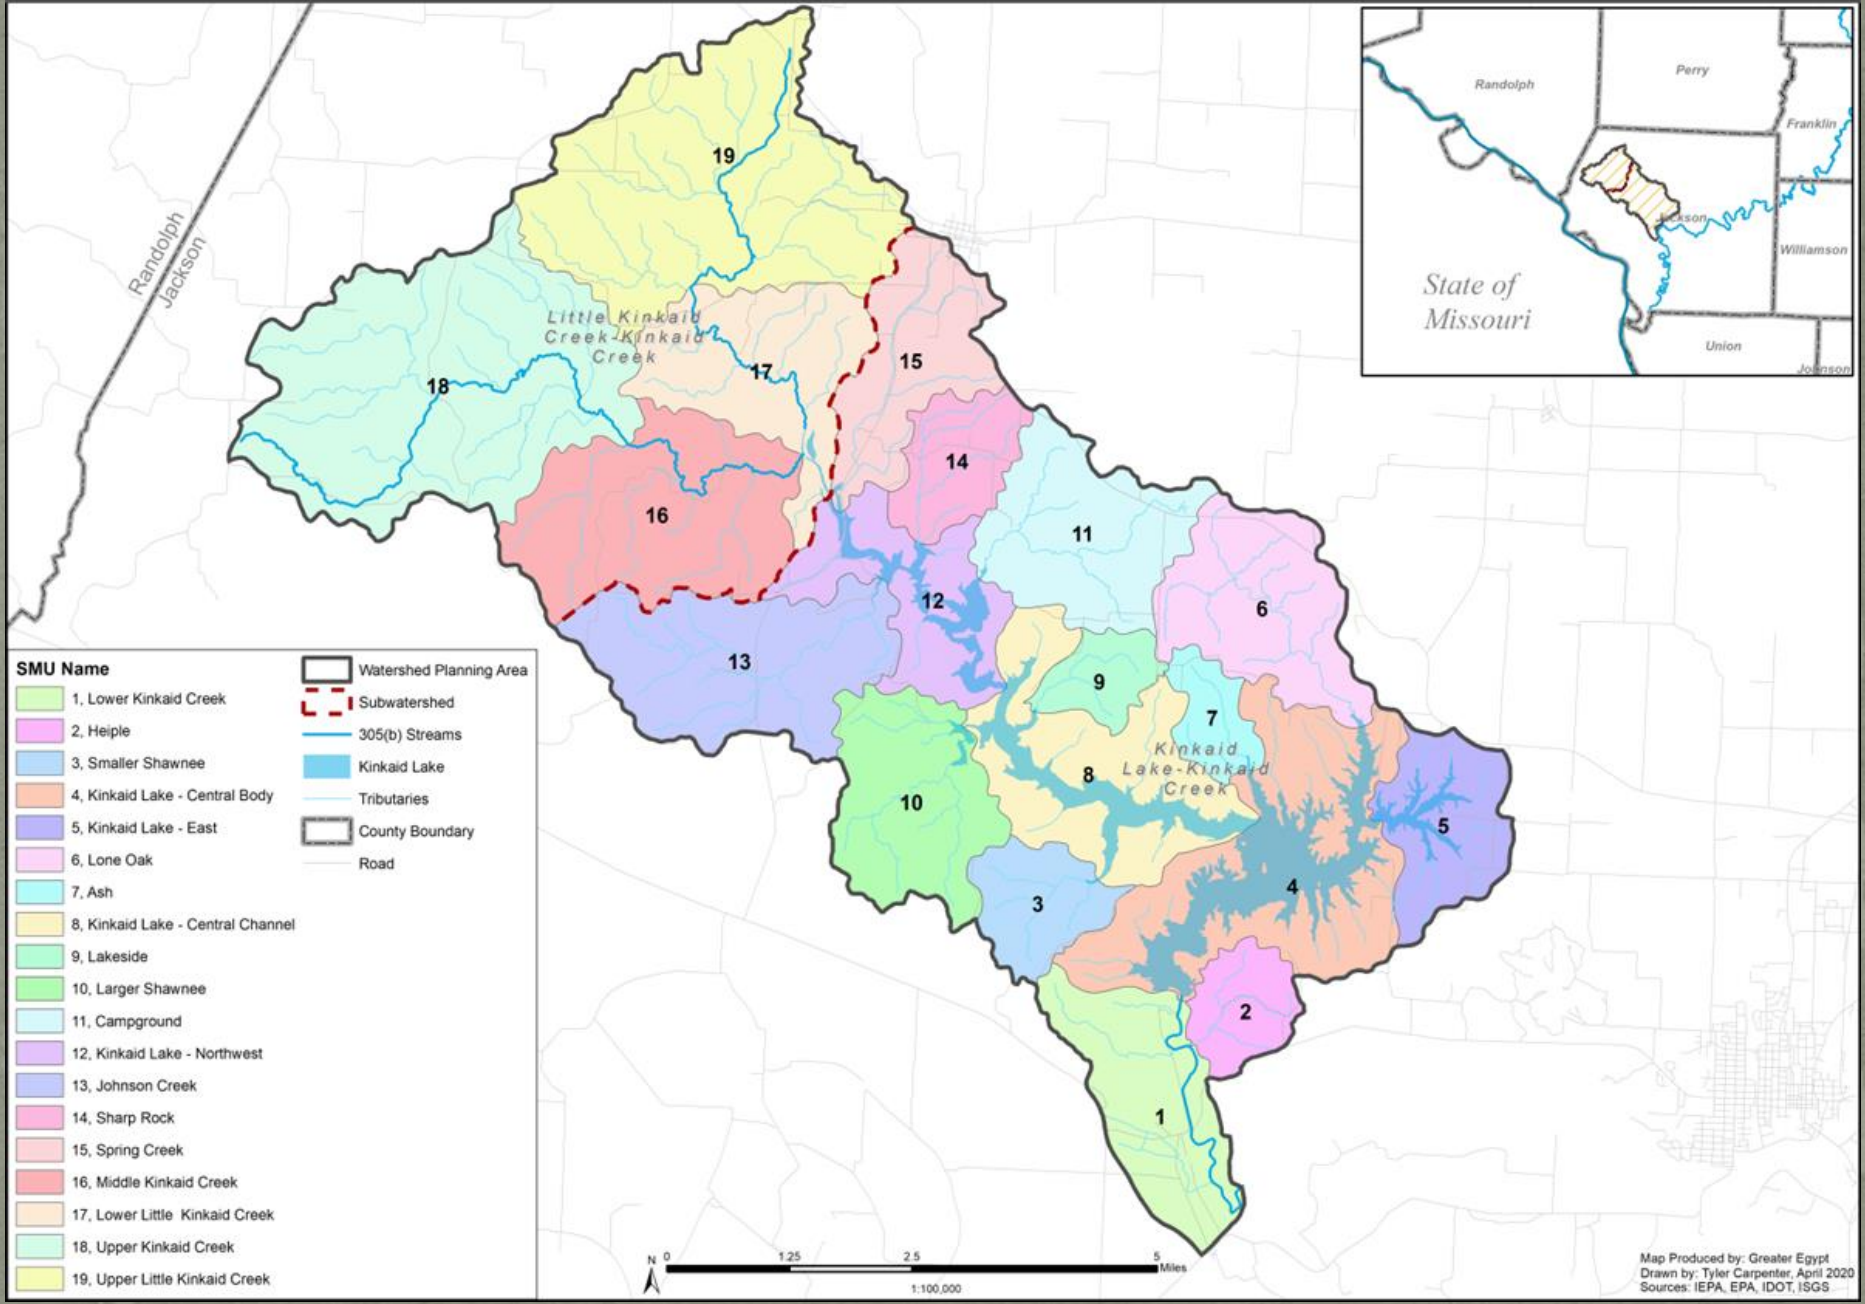 Randolph
Jackson
19
Little Kinkaid
Creek-Kinkaid
Creek
18
17
15
14
16
11
12
6
13
9
7
Kinkaid
Lake-Kinkaid
Creek
8
10
5
4
3
2
1
Randolph
Perry
Franklin
Jackson
Williamson
State of
Missouri
Union
Johnson
SMU Name
1, Lower Kinkaid Creek
2, Heiple
3, Smaller Shawnee
4, Kinkaid Lake - Central Body
5, Kinkaid Lake - East
6, Lone Oak
7, Ash
8, Kinkaid Lake - Central Channel
9, Lakeside
10, Larger Shawnee
11, Campground
12, Kinkaid Lake - Northwest
13, Johnson Creek
14, Sharp Rock
15, Spring Creek
16, Middle Kinkaid Creek
17, Lower Little Kinkaid Creek
18, Upper Kinkaid Creek
19, Upper Little Kinkaid Creek
Watershed Planning Area
Subwatershed
305(b) Streams
Kinkaid Lake
Tributaries
County Boundary
Road
N
0 1.25 2.5 5
Miles
1:100,000
Map Produced by: Greater Egypt
Drawn by: Tyler Carpenter, April 2020
Sources: IEPA, EPA, IDOT, ISGS